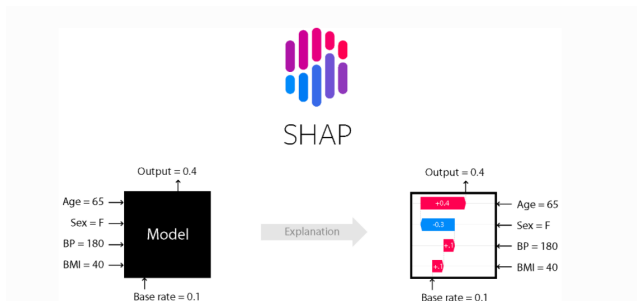 SHAP
Output = 0.4
Age = 65
Sex = F
BP = 180
BMI = 40
Model
Base rate = 0.1
Explanation
Output = 0.4
+0.4
-0.3
+.1
+.1
Age = 65
Sex = F
BP = 180
BMI = 40
Base rate = 0.1